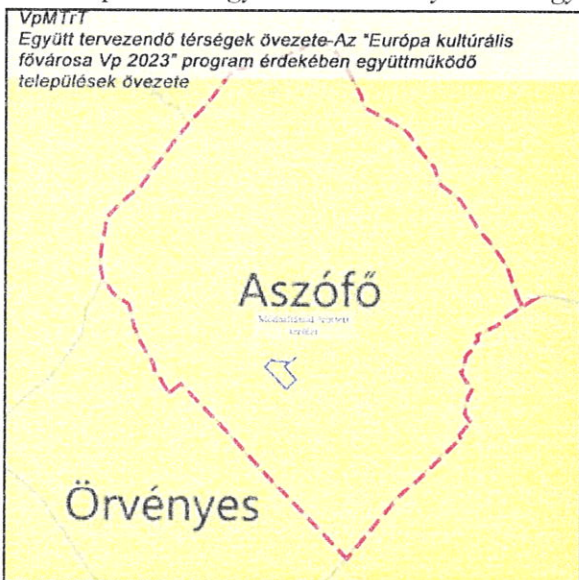 VpMTrT
Együtt tervezendő térségek övezete-Az "Európa kultúrális
fővárosa Vp 2023" program érdekében együttműködő
települések övezete
Aszófő
Örvényes